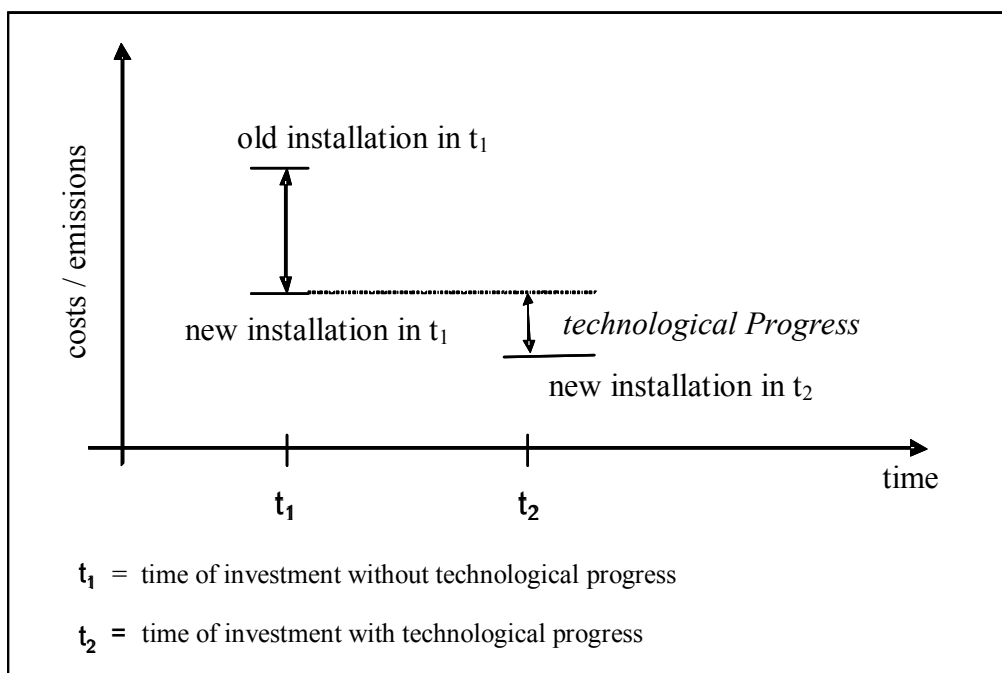 old installation in t₁
costs / emissions
new installation in t₁
technological Progress
new installation in t₂
time
t₁
t₂
t₁ = time of investment without technological progress
t₂ = time of investment with technological progress